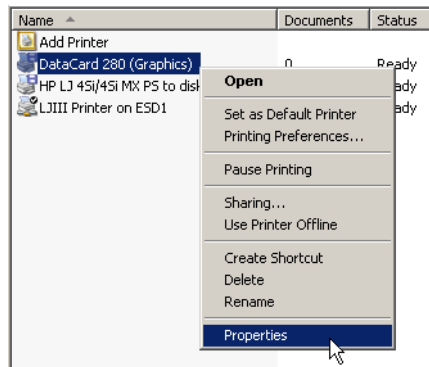 Name Documents Status
Add Printer
DataCard 280 (Graphics) 0 Ready
HP LJ 4Si/4Si MX PS to disk
LJIII Printer on ESD1
Open
Set as Default Printer
Printing Preferences...
Pause Printing
Sharing...
Use Printer Offline
Create Shortcut
Delete
Rename
Properties